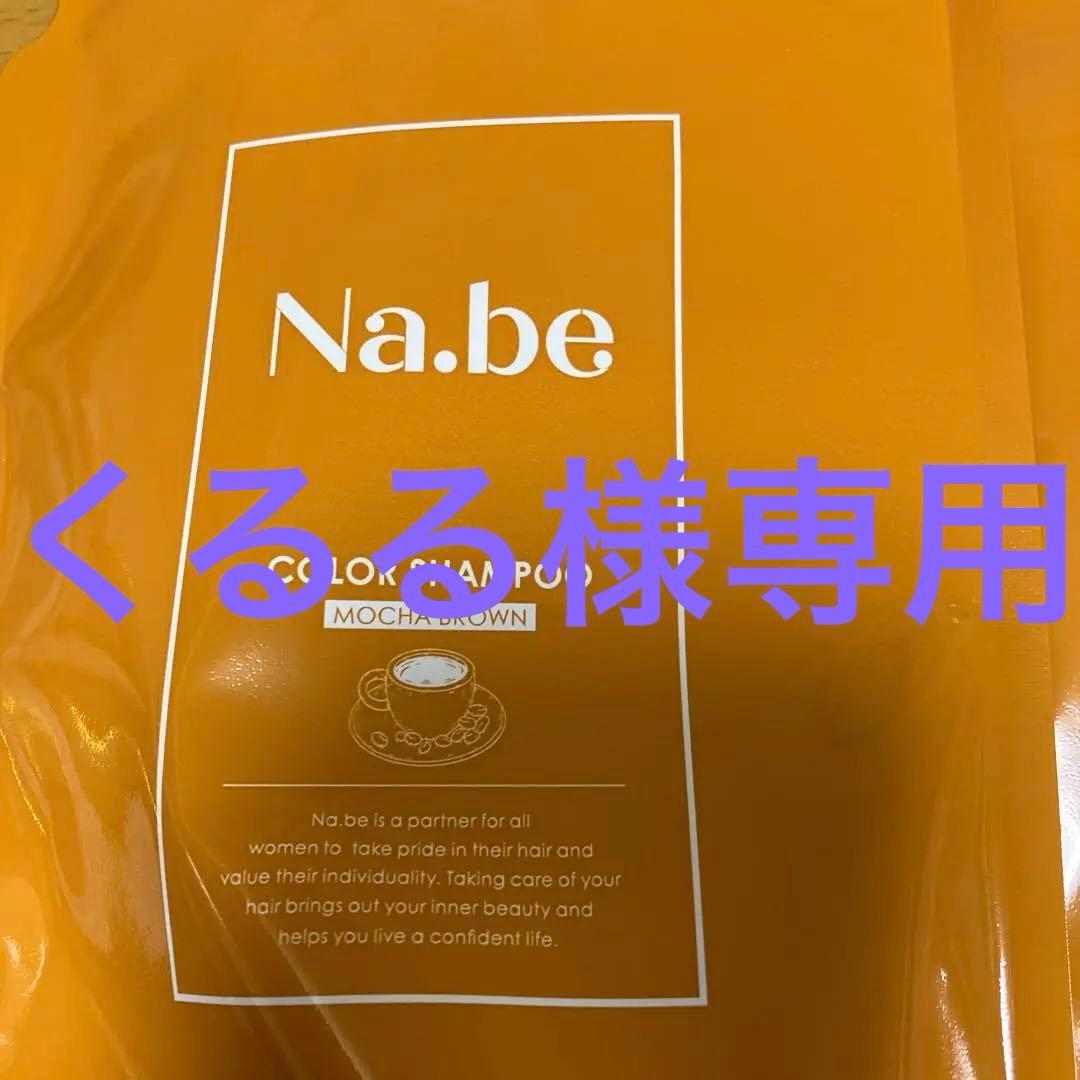 Na.be
くるる様専用
COLOR SHAMPOO
MOCHA BROWN
Na.be is a partner for all
women to take pride in their hair and
value their individuality. Taking care of your
hair brings out your inner beauty and
helps you live a confident life.